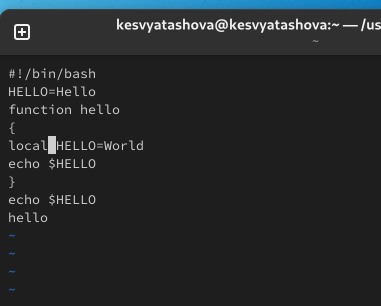 kesvyatashova@kesvyatashova:~ — /us
~
#!/bin/bash
HELLO=Hello
function hello
{
local HELLO=World
echo $HELLO
}
echo $HELLO
hello
~
~
~
~